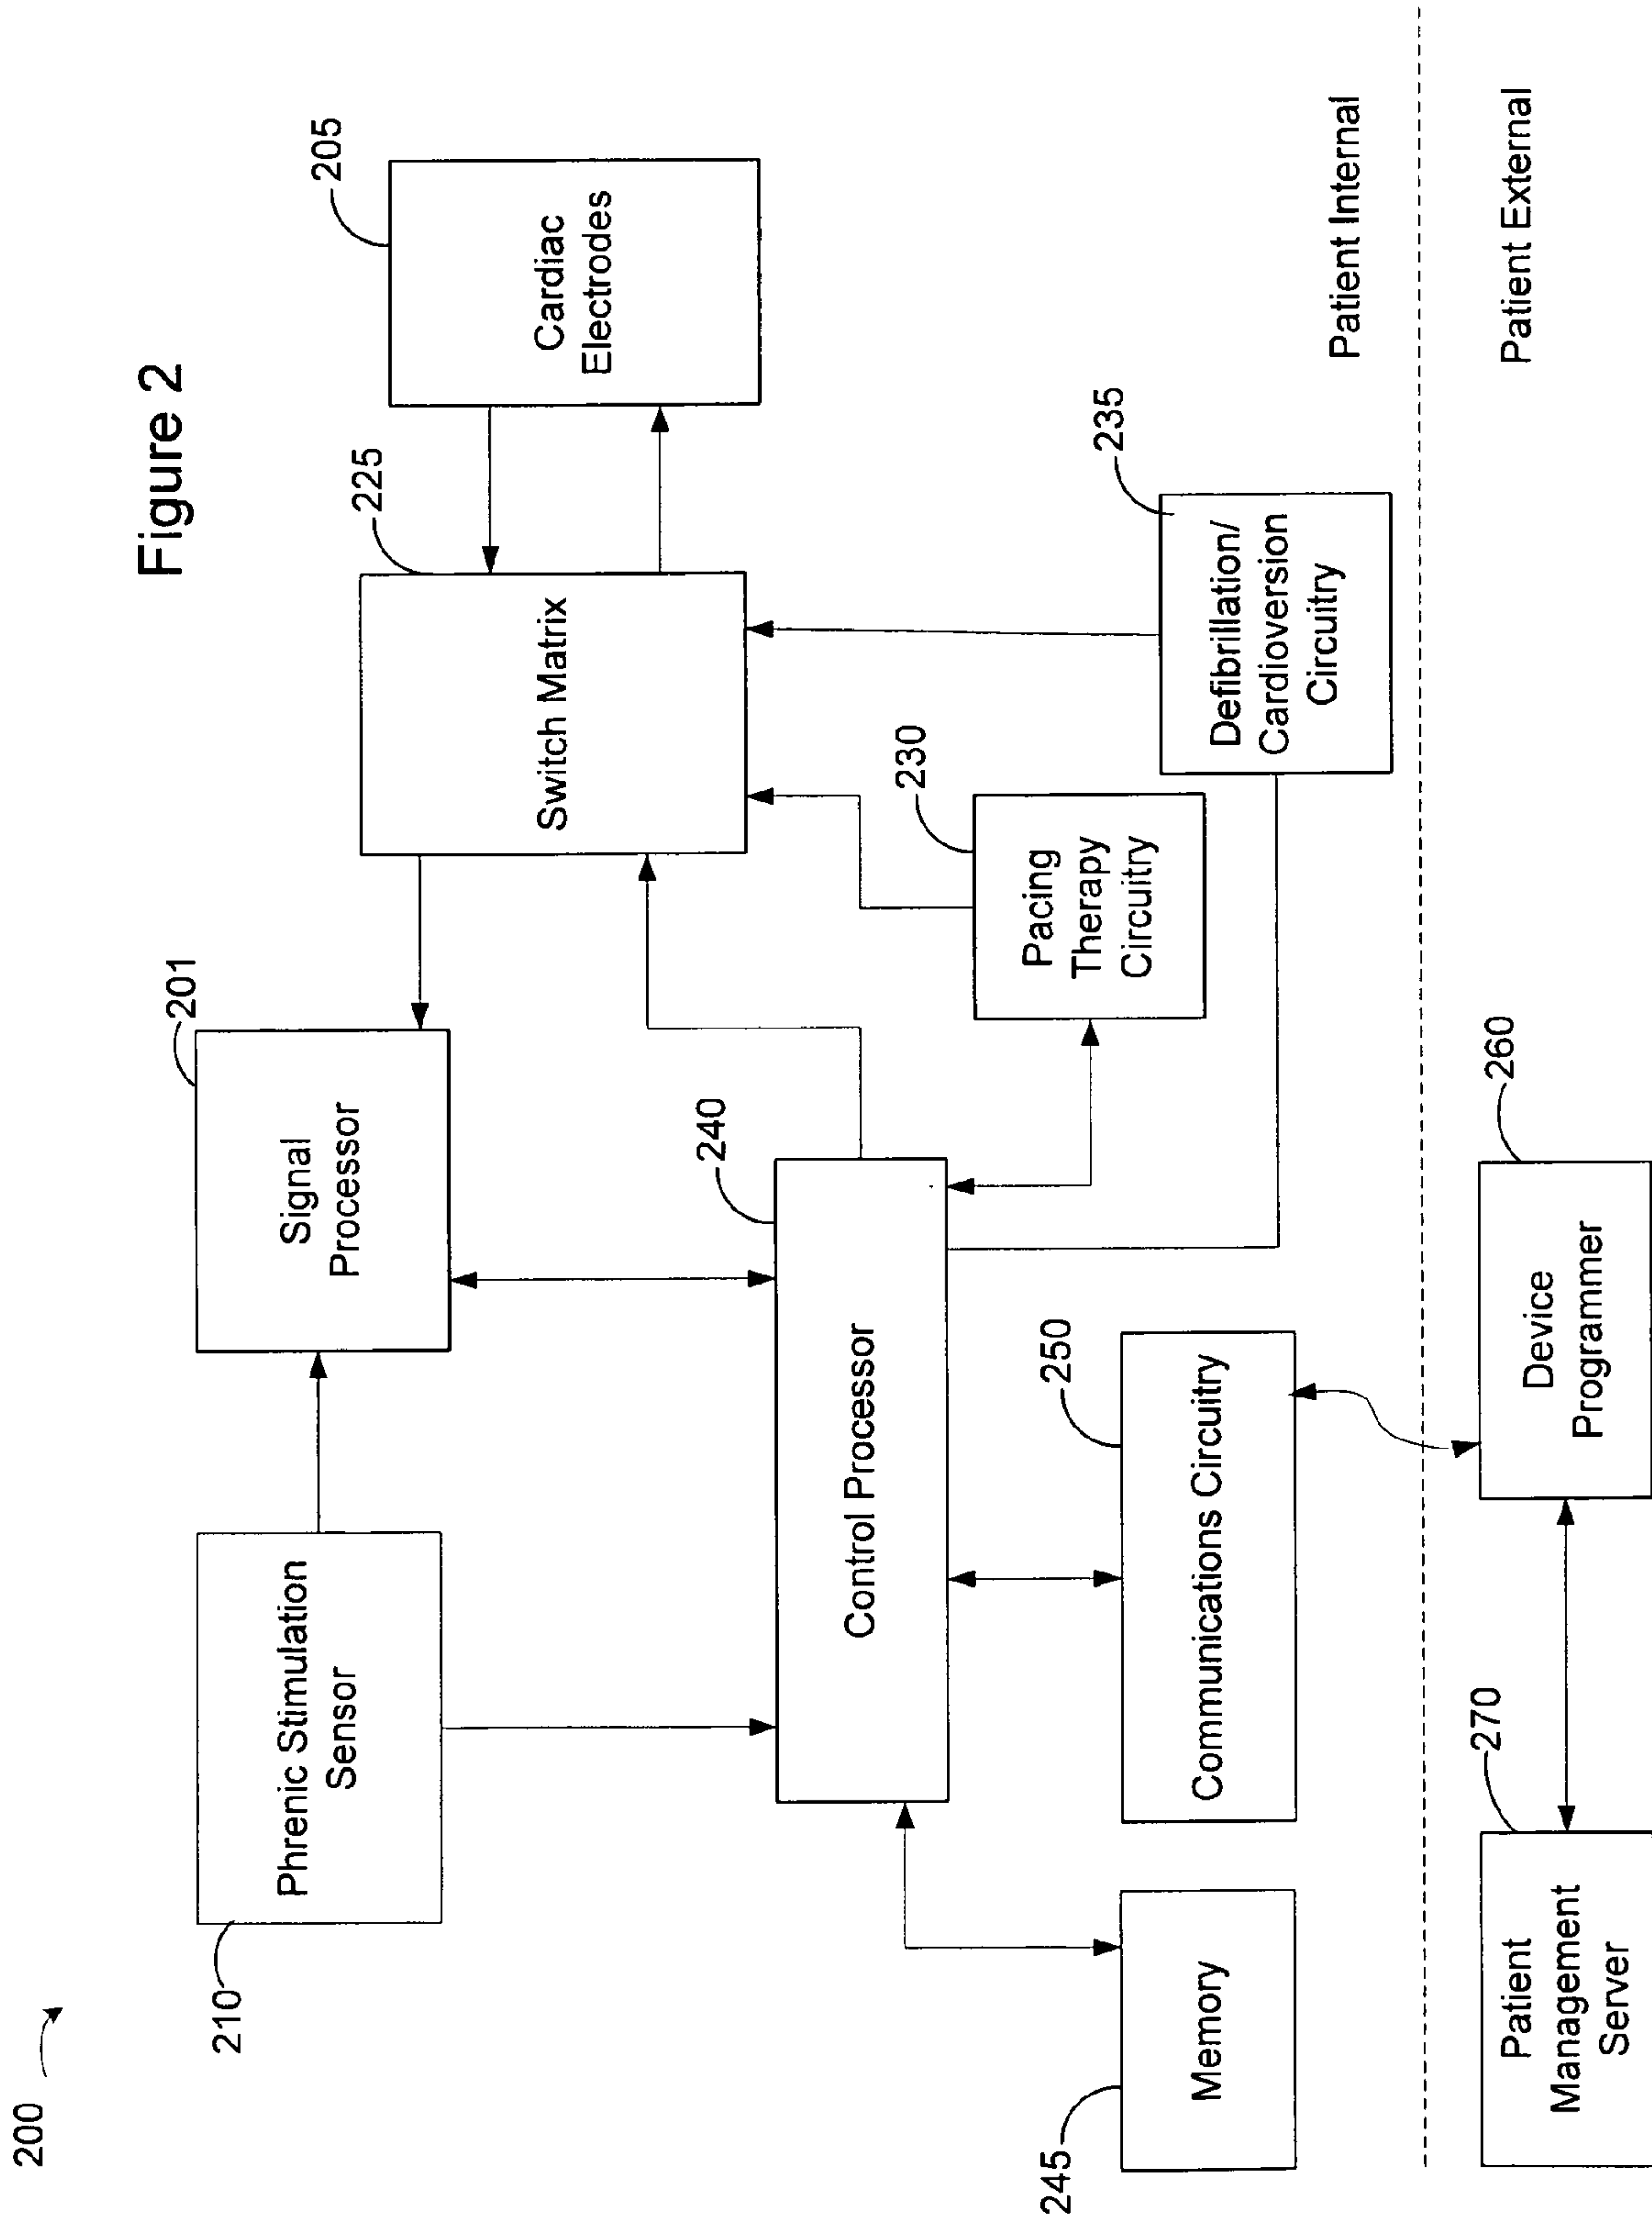 200
Figure 2
210
Phrenic Stimulation
Sensor
201
Signal
Processor
225
Switch Matrix
205
Cardiac
Electrodes
240
Control Processor
230
Pacing
Therapy
Circuitry
235
Defibrillation/
Cardioversion
Circuitry
245
Memory
250
Communications Circuitry
Patient Internal
Patient External
270
Patient
Management
Server
260
Device
Programmer